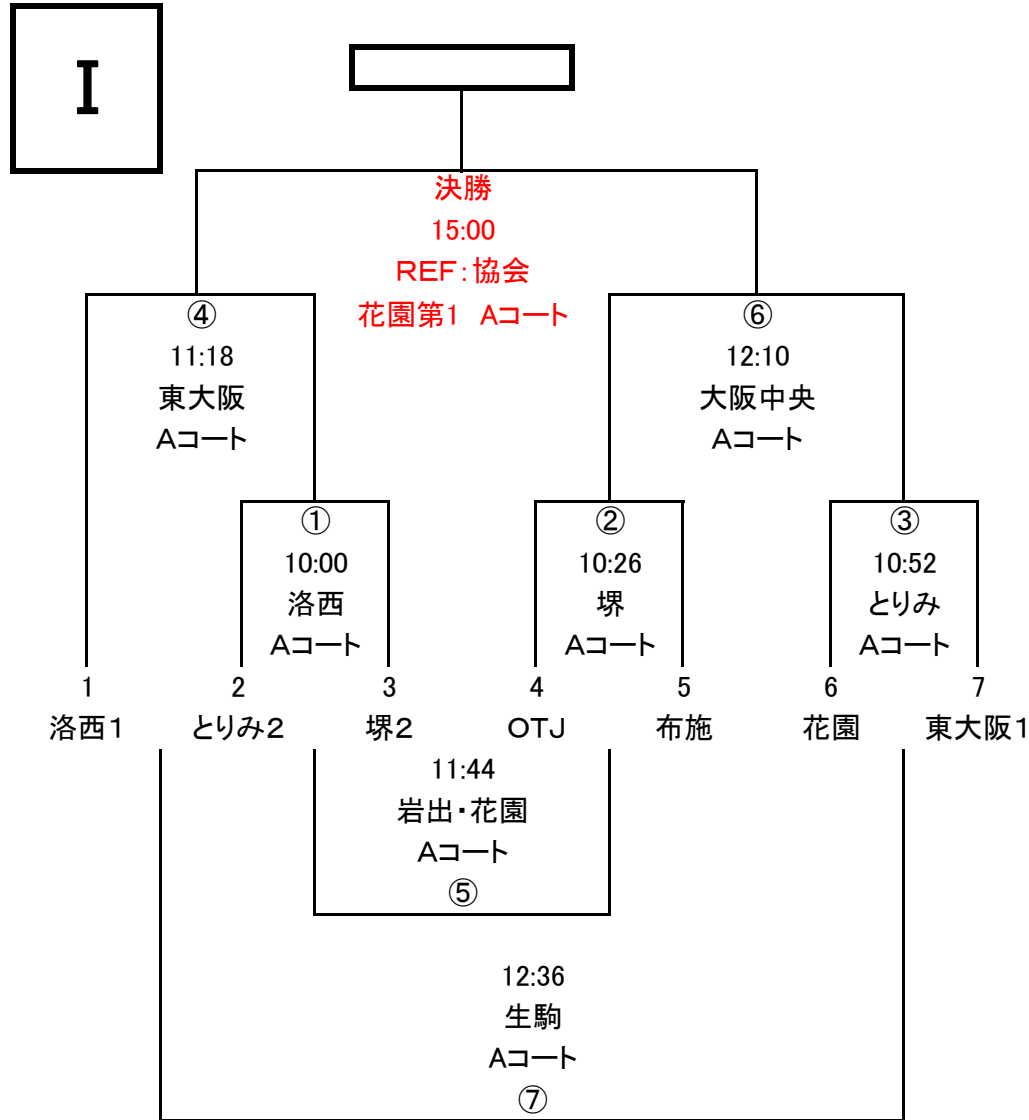 I
決勝
15:00
REF：協会
花園第1 Aコート
④
11:18
東大阪
Aコート
⑥
12:10
大阪中央
Aコート
①
10:00
洛西
Aコート
②
10:26
堺
Aコート
③
10:52
とりみ
Aコート
1 2 3 4 5 6 7
洛西1 とりみ2 堺2 OTJ 布施 花園 東大阪1
11:44
岩出・花園
Aコート
⑤
12:36
生駒
Aコート
⑦